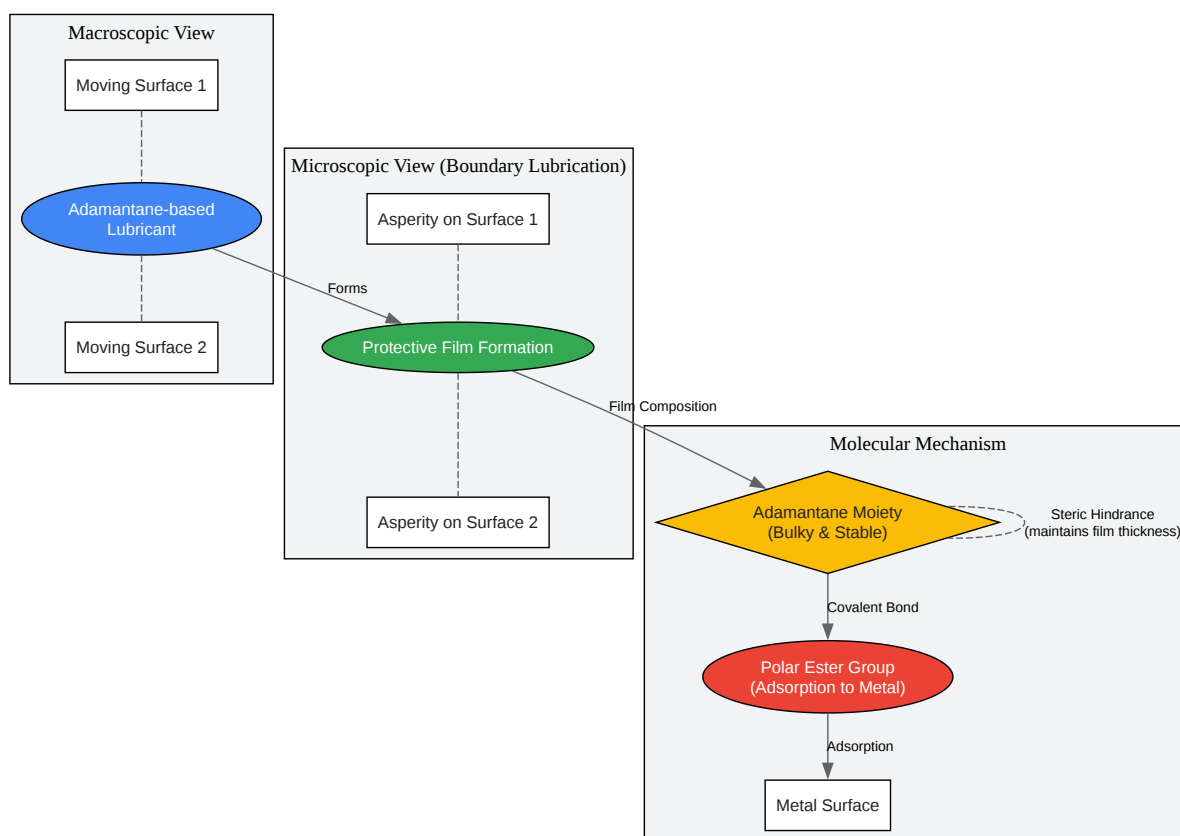 Macroscopic View
Moving Surface 1
Adamantane-based
Lubricant
Moving Surface 2
Microscopic View (Boundary Lubrication)
Asperity on Surface 1
Forms
Protective Film Formation
Film Composition
Asperity on Surface 2
Molecular Mechanism
Adamantane Moiety
(Bulky & Stable)
Steric Hindrance
(maintains film thickness)
Covalent Bond
Polar Ester Group
(Adsorption to Metal)
Adsorption
Metal Surface